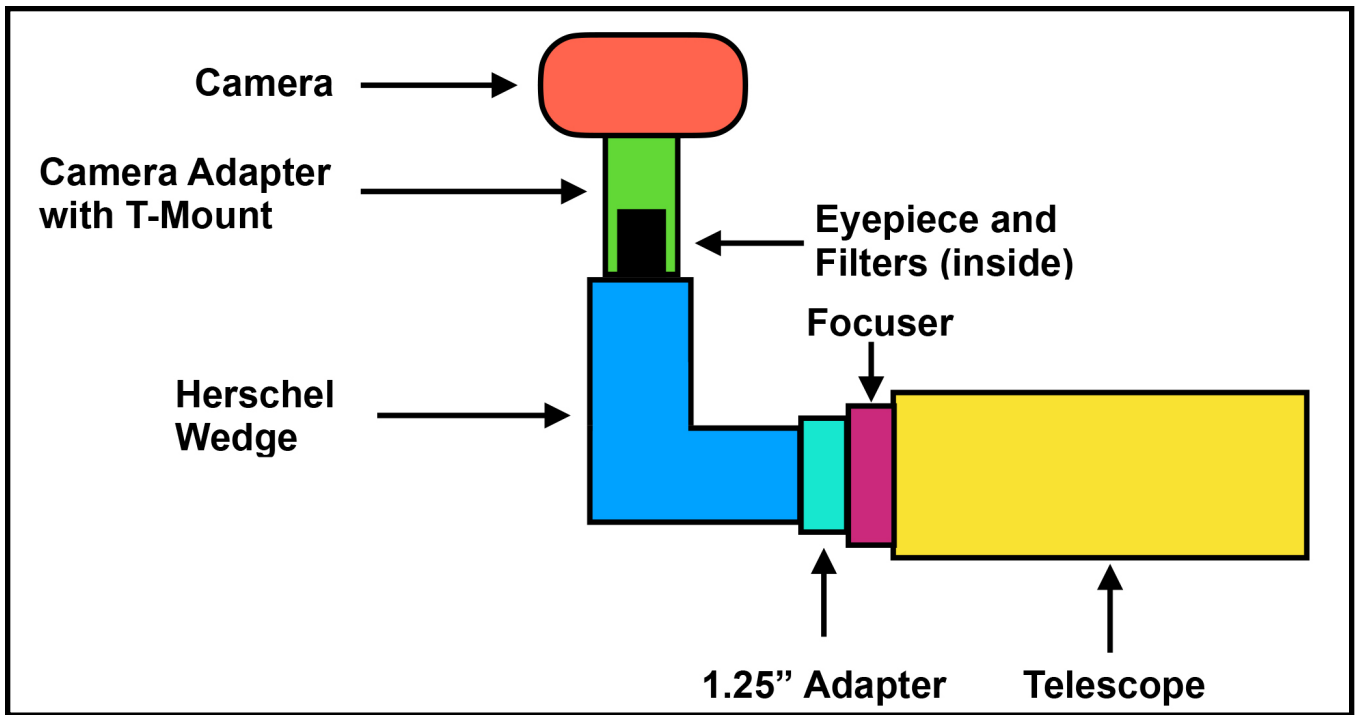 Camera
Camera Adapter
with T-Mount
Eyepiece and
Filters (inside)
Focuser
Herschel
Wedge
1.25” Adapter
Telescope